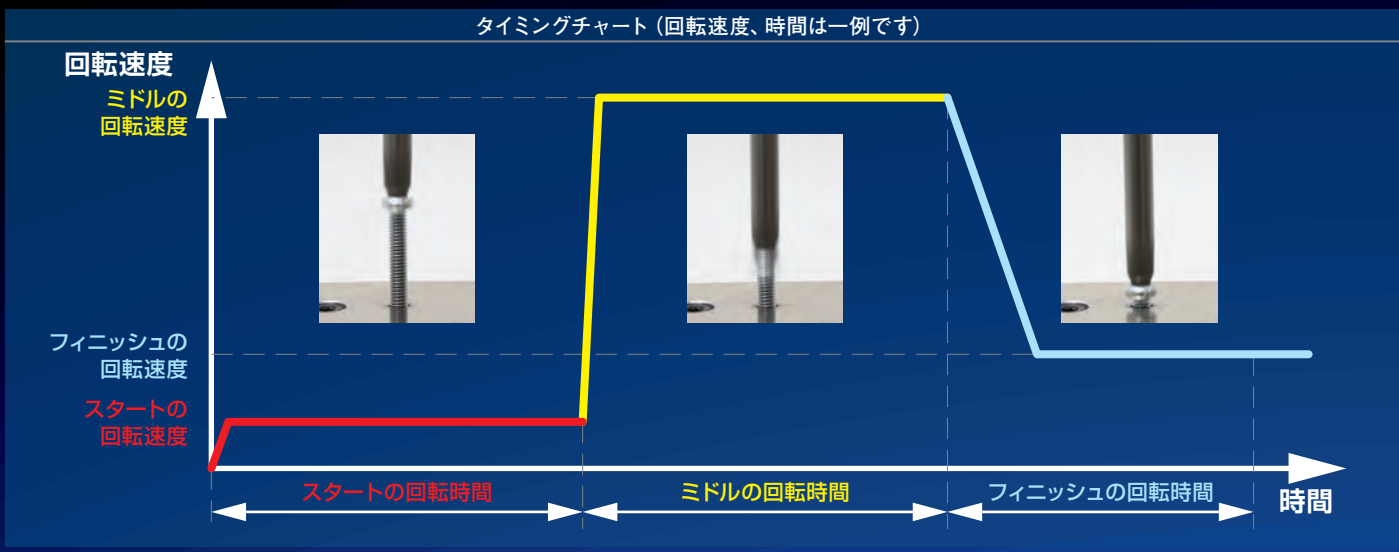 タイミングチャート（回転速度、時間は一例です）
回転速度
ミドルの
回転速度
フィニッシュの
回転速度
スタートの
回転速度
スタートの回転時間
ミドルの回転時間
フィニッシュの回転時間
時間